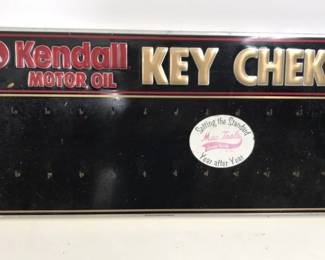 Kendall KEY CHEK
MOTOR OIL
Setting the Standard
Mac Tools
Year after Year